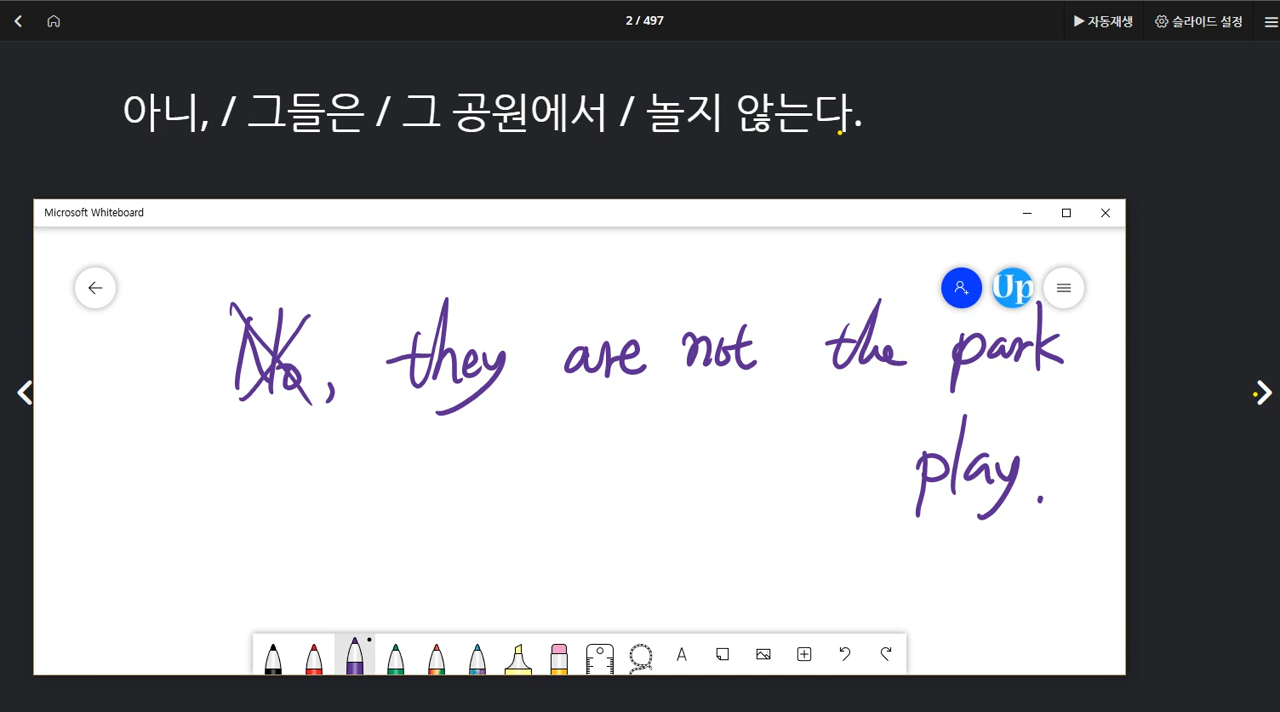 2 / 497
자동재생
슬라이드 설정
아니, / 그들은 / 그 공원에서 / 놀지 않는다.
Microsoft Whiteboard
Up
No, they are not the park
play.